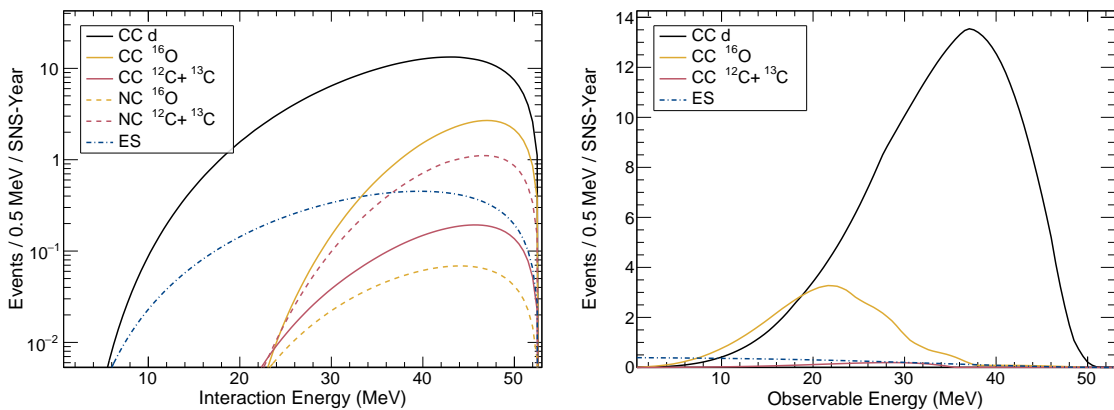 Events / 0.5 MeV / SNS-Year
10
1
10⁻¹
10⁻²
CC d
CC ¹⁶O
CC ¹²C+ ¹³C
NC ¹⁶O
NC ¹²C+ ¹³C
ES
10 20 30 40 50
Interaction Energy (MeV)
Events / 0.5 MeV / SNS-Year
14
12
10
8
6
4
2
0
CC d
CC ¹⁶O
CC ¹²C+ ¹³C
ES
10 20 30 40 50
Observable Energy (MeV)